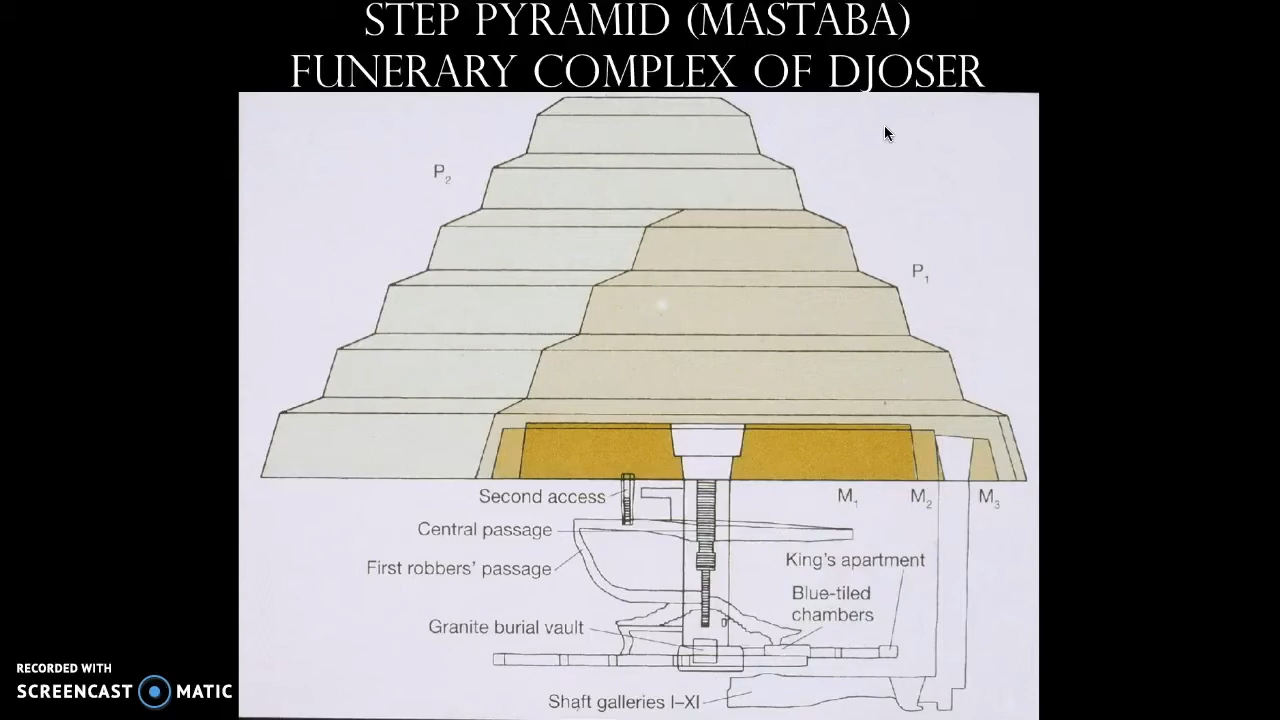 STEP PYRAMID (MASTABA)
FUNERARY COMPLEX OF DJOSER
P2
P1
Second access
M1
M2
M3
Central passage
King's apartment
First robbers' passage
Blue-tiled
chambers
Granite burial vault
Shaft galleries I–XI
RECORDED WITH
SCREENCAST MATIC